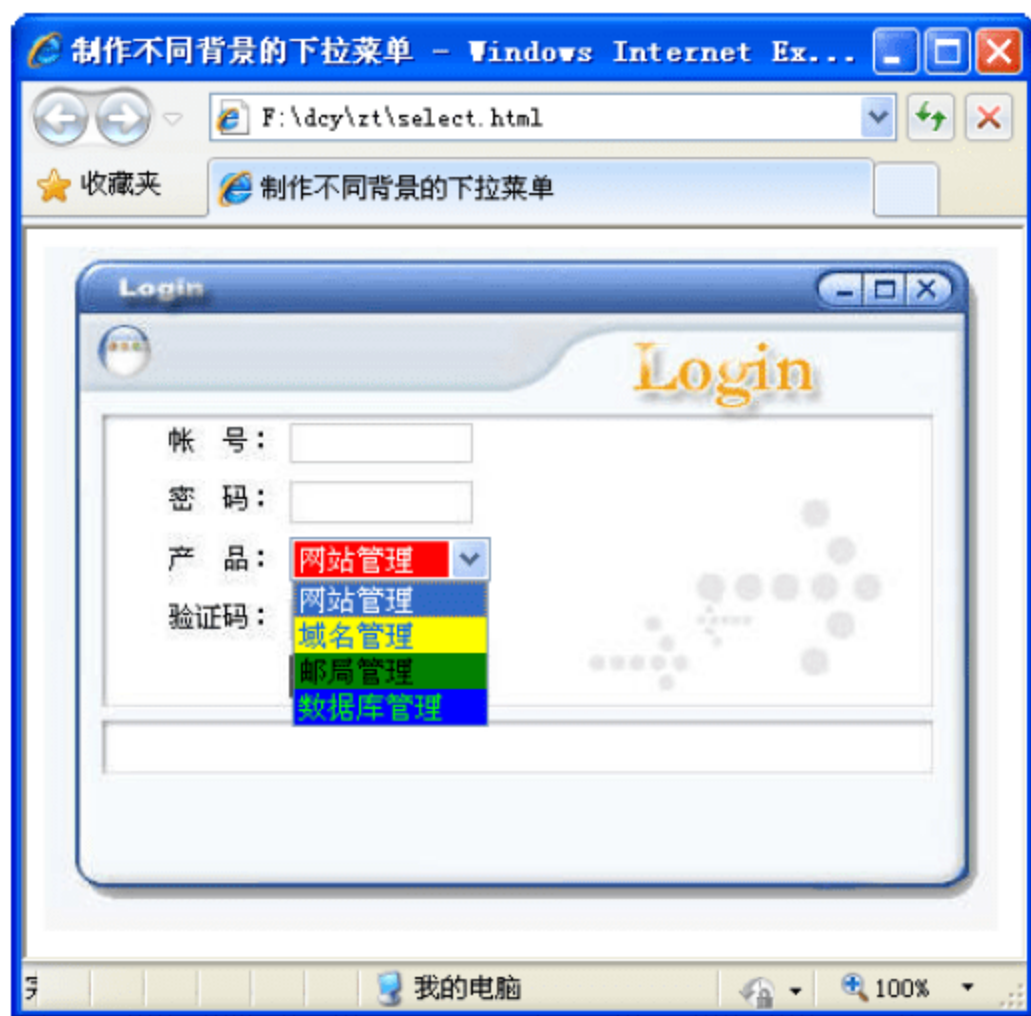 制作不同背景的下拉菜单 - Windows Internet Ex...
F:\dcy\zt\select.html
收藏夹
制作不同背景的下拉菜单
Login
Login
帐 号：
密 码：
产 品： 网站管理
网站管理
验证码：
域名管理
邮局管理
数据库管理
我的电脑
100%